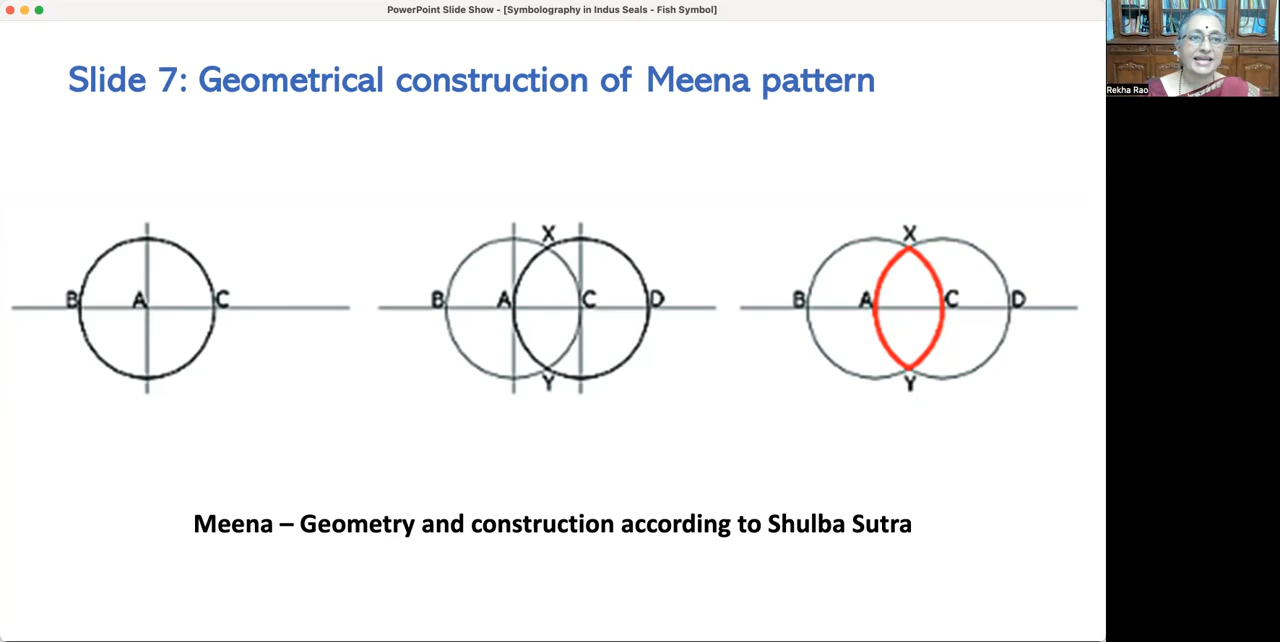 PowerPoint Slide Show - [Symbolography in Indus Seals - Fish Symbol]
Rekha Rao
Slide 7: Geometrical construction of Meena pattern
B A C
X
B A C D
Y
X
B A C D
Y
Meena – Geometry and construction according to Shulba Sutra